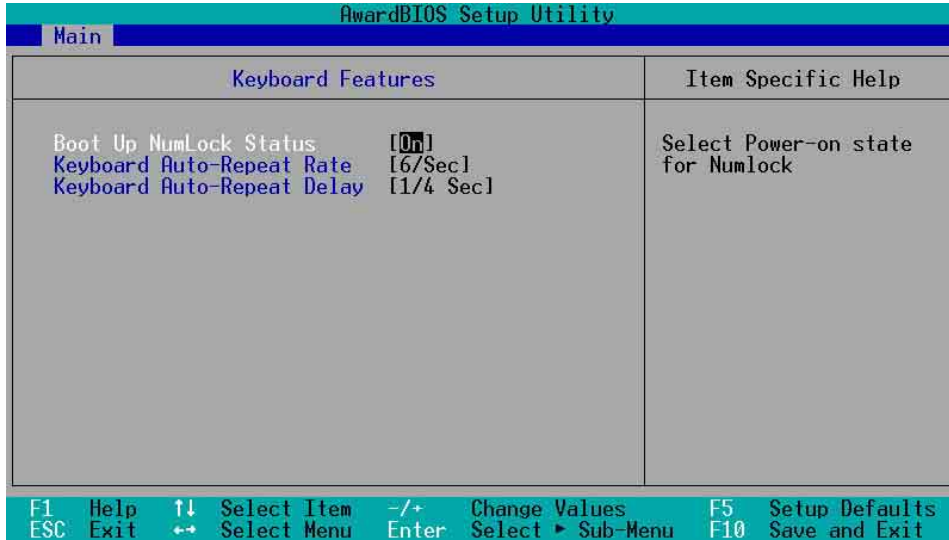 AwardBIOS Setup Utility
Main
Keyboard Features
Item Specific Help
Boot Up NumLock Status [On]
Keyboard Auto-Repeat Rate [6/Sec]
Keyboard Auto-Repeat Delay [1/4 Sec]
Select Power-on state
for Numlock
F1 Help ↑↓ Select Item -/+ Change Values F5 Setup Defaults
ESC Exit ←→ Select Menu Enter Select ► Sub-Menu F10 Save and Exit